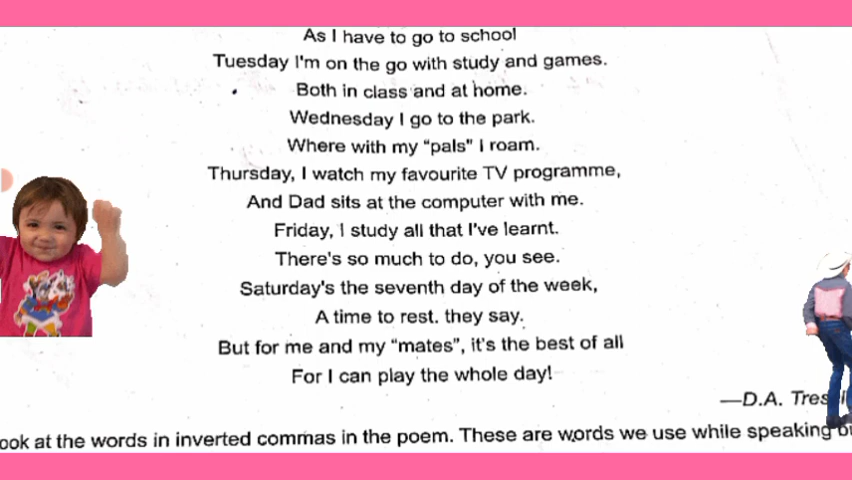 As I have to go to school
Tuesday I'm on the go with study and games.
Both in class and at home.
Wednesday I go to the park.
Where with my "pals" I roam.
Thursday, I watch my favourite TV programme,
And Dad sits at the computer with me.
Friday, I study all that I've learnt.
There's so much to do, you see.
Saturday's the seventh day of the week,
A time to rest. they say.
But for me and my "mates", it's the best of all
For I can play the whole day!
—D.A.
ook at the words in inverted commas in the poem. These are words we use while speaking